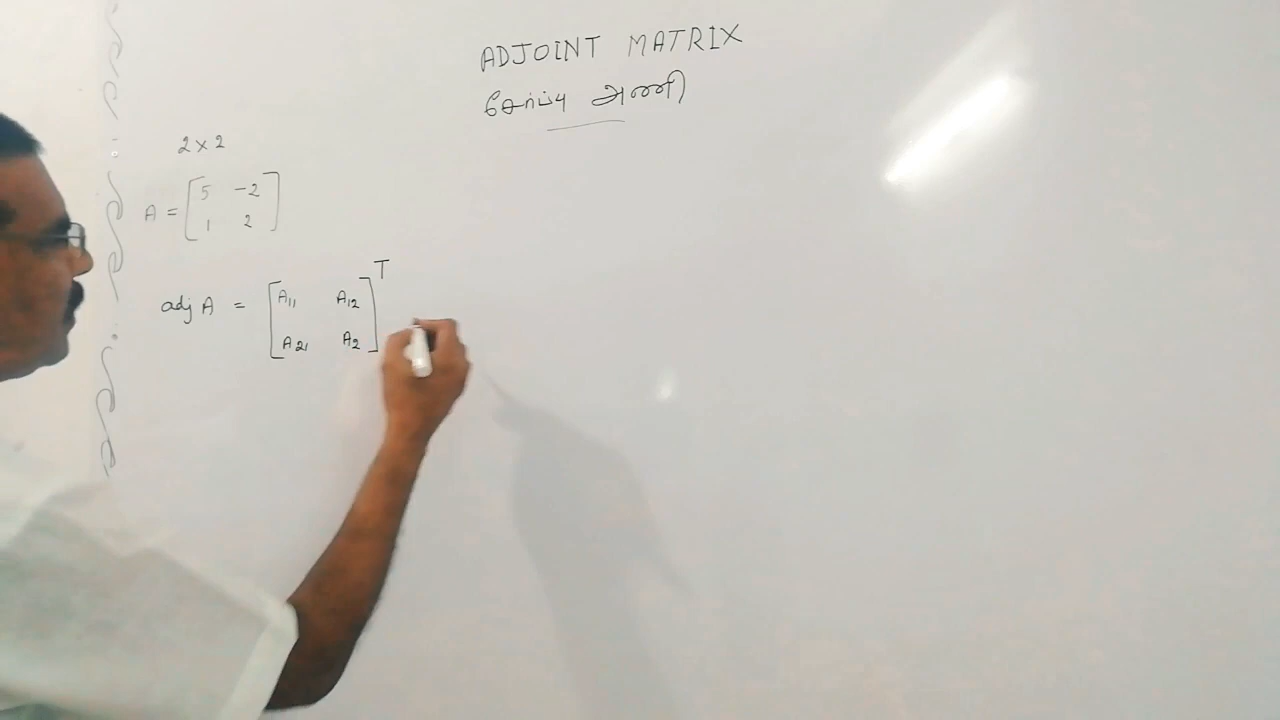 ADJOINT MATRIX
சேர்ப்பு அணி
2 x 2
A = [ 5 -2
1 2 ]
adj A = [ A11 A12
A21 A2 ] T